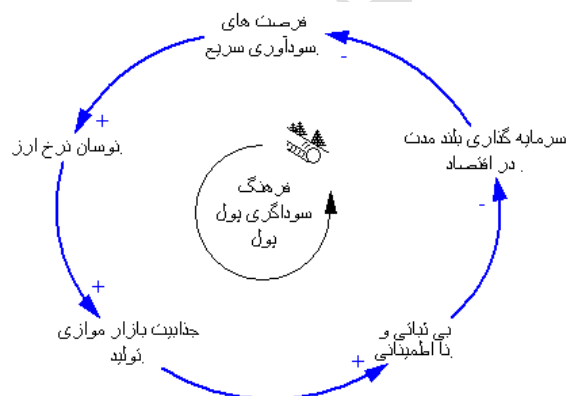 فرصت های
سودآوری سریع
+
-
نوسان نرخ ارز
سرمایه گذاری بلند مدت
در اقتصاد
فرهنگ
سوداگری پول
پول
-
+
جذابیت بازار موازی
تولید
بی ثباتی و
نا اطمینانی
+